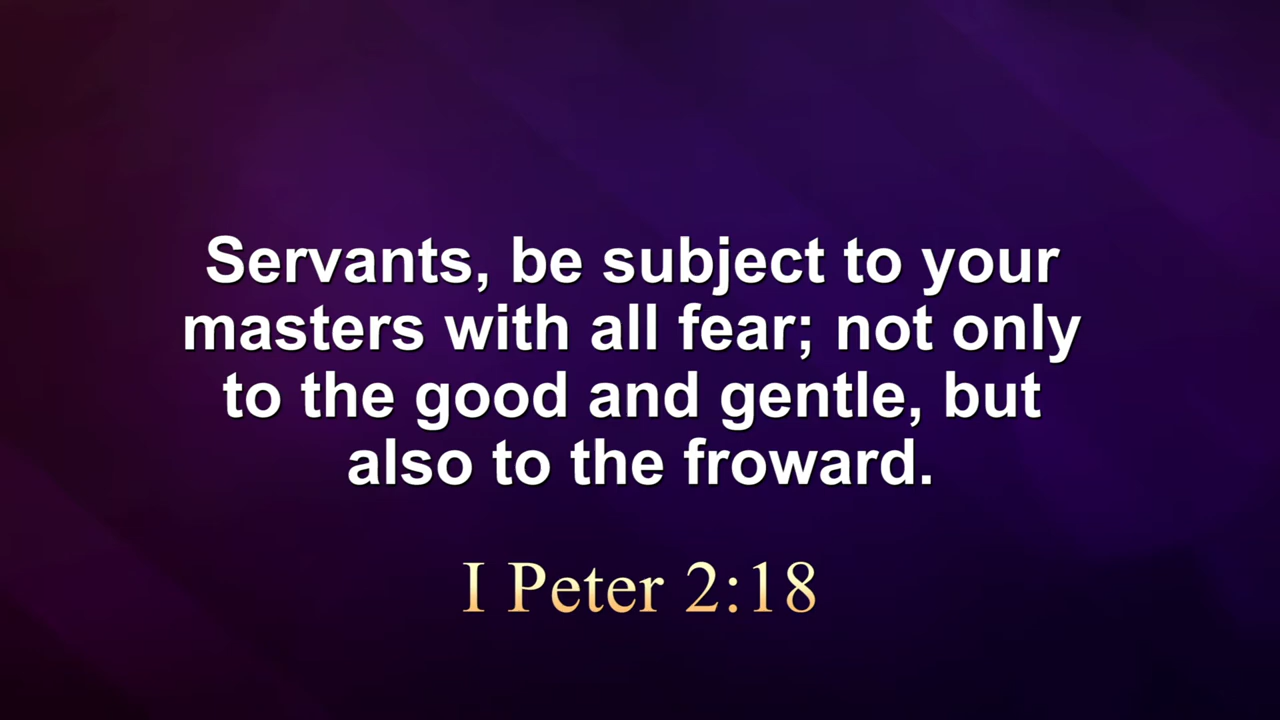 Servants, be subject to your
masters with all fear; not only
to the good and gentle, but
also to the froward.
I Peter 2:18